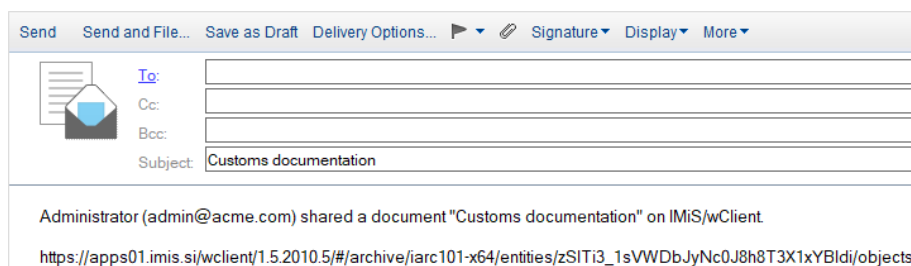 Send Send and File... Save as Draft Delivery Options... Signature Display More
To:
Cc:
Bcc:
Subject: Customs documentation
Administrator (admin@acme.com) shared a document "Customs documentation" on IMiS/wClient.
https://apps01.imis.si/wclient/1.5.2010.5/#/archive/iarc101-x64/entities/zSITi3_1sVWDbJyNc0J8h8T3X1xYBldi/objects